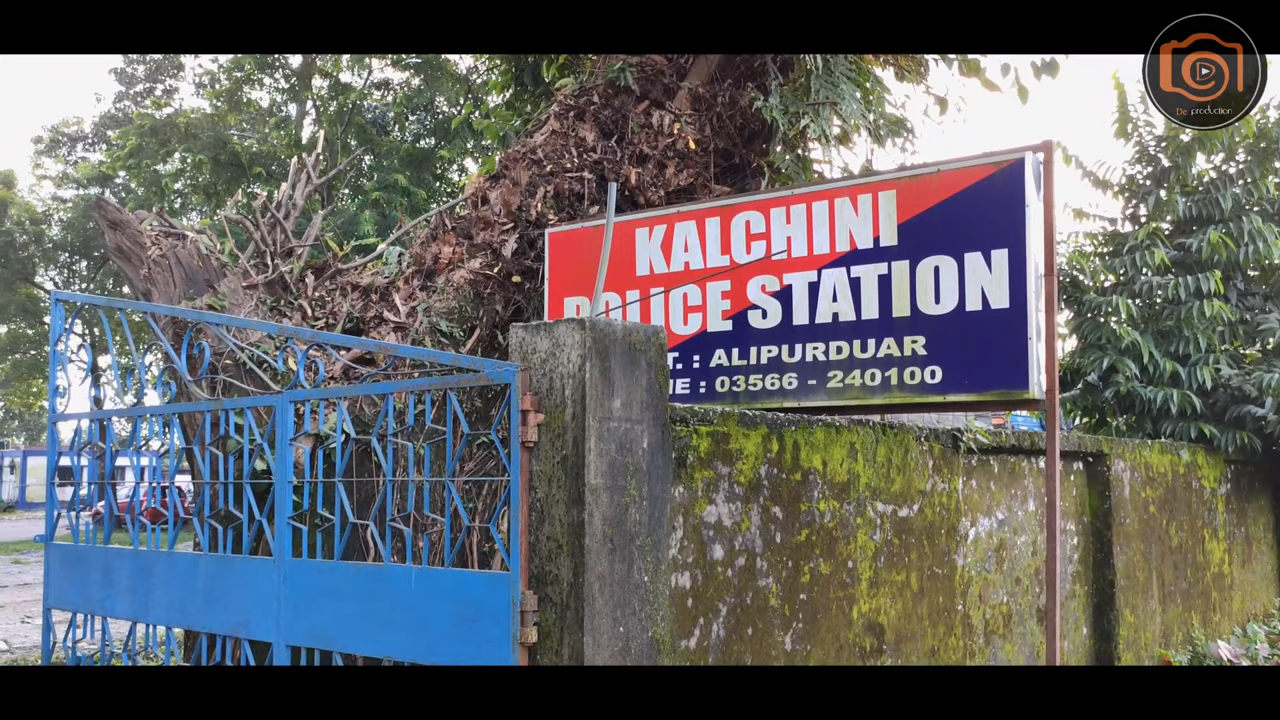 KALCHINI
POLICE STATION
T. : ALIPURDUAR
NE : 03566 - 240100
De production